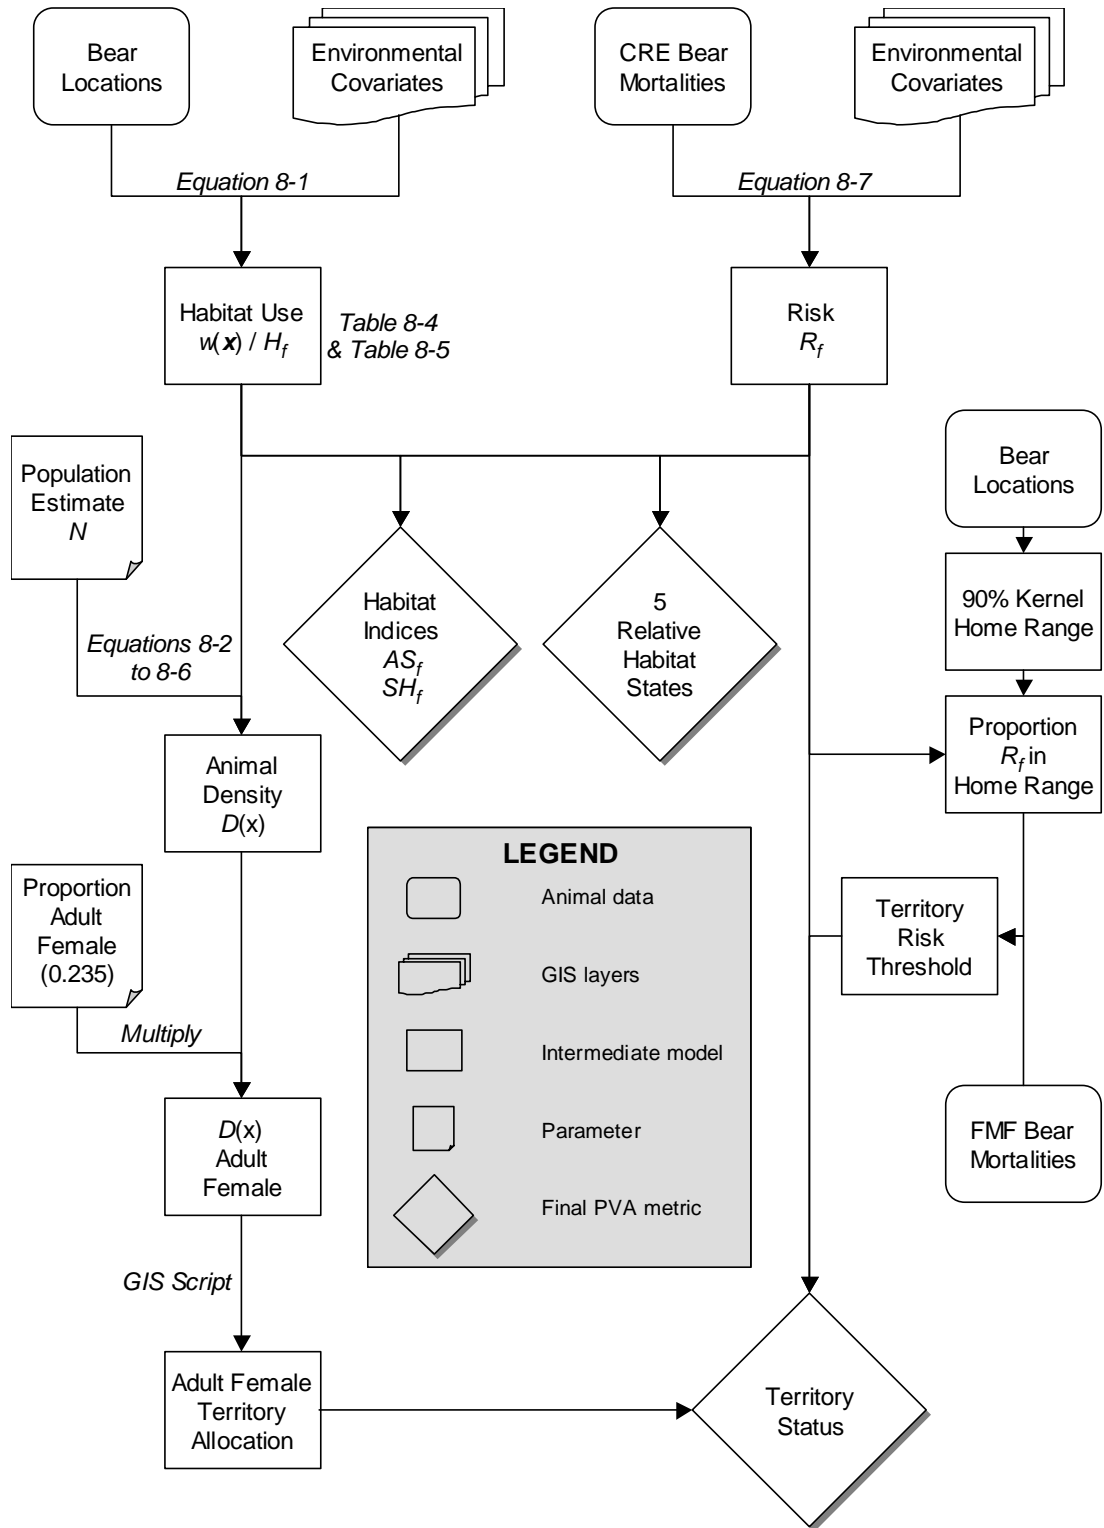 Bear
Locations
Environmental
Covariates
CRE Bear
Mortalities
Environmental
Covariates
Equation 8-1
Equation 8-7
Habitat Use
w(x) / Hf
Table 8-4
& Table 8-5
Risk
Rf
Population
Estimate
N
Bear
Locations
Equations 8-2
to 8-6
Habitat
Indices
ASf
SHf
5
Relative
Habitat
States
90% Kernel
Home Range
Proportion
Rf in
Home Range
Animal
Density
D(x)
Proportion
Adult
Female
(0.235)
Multiply
LEGEND
Animal data
GIS layers
Intermediate model
Parameter
Final PVA metric
Territory
Risk
Threshold
D(x)
Adult
Female
FMF Bear
Mortalities
GIS Script
Adult Female
Territory
Allocation
Territory
Status